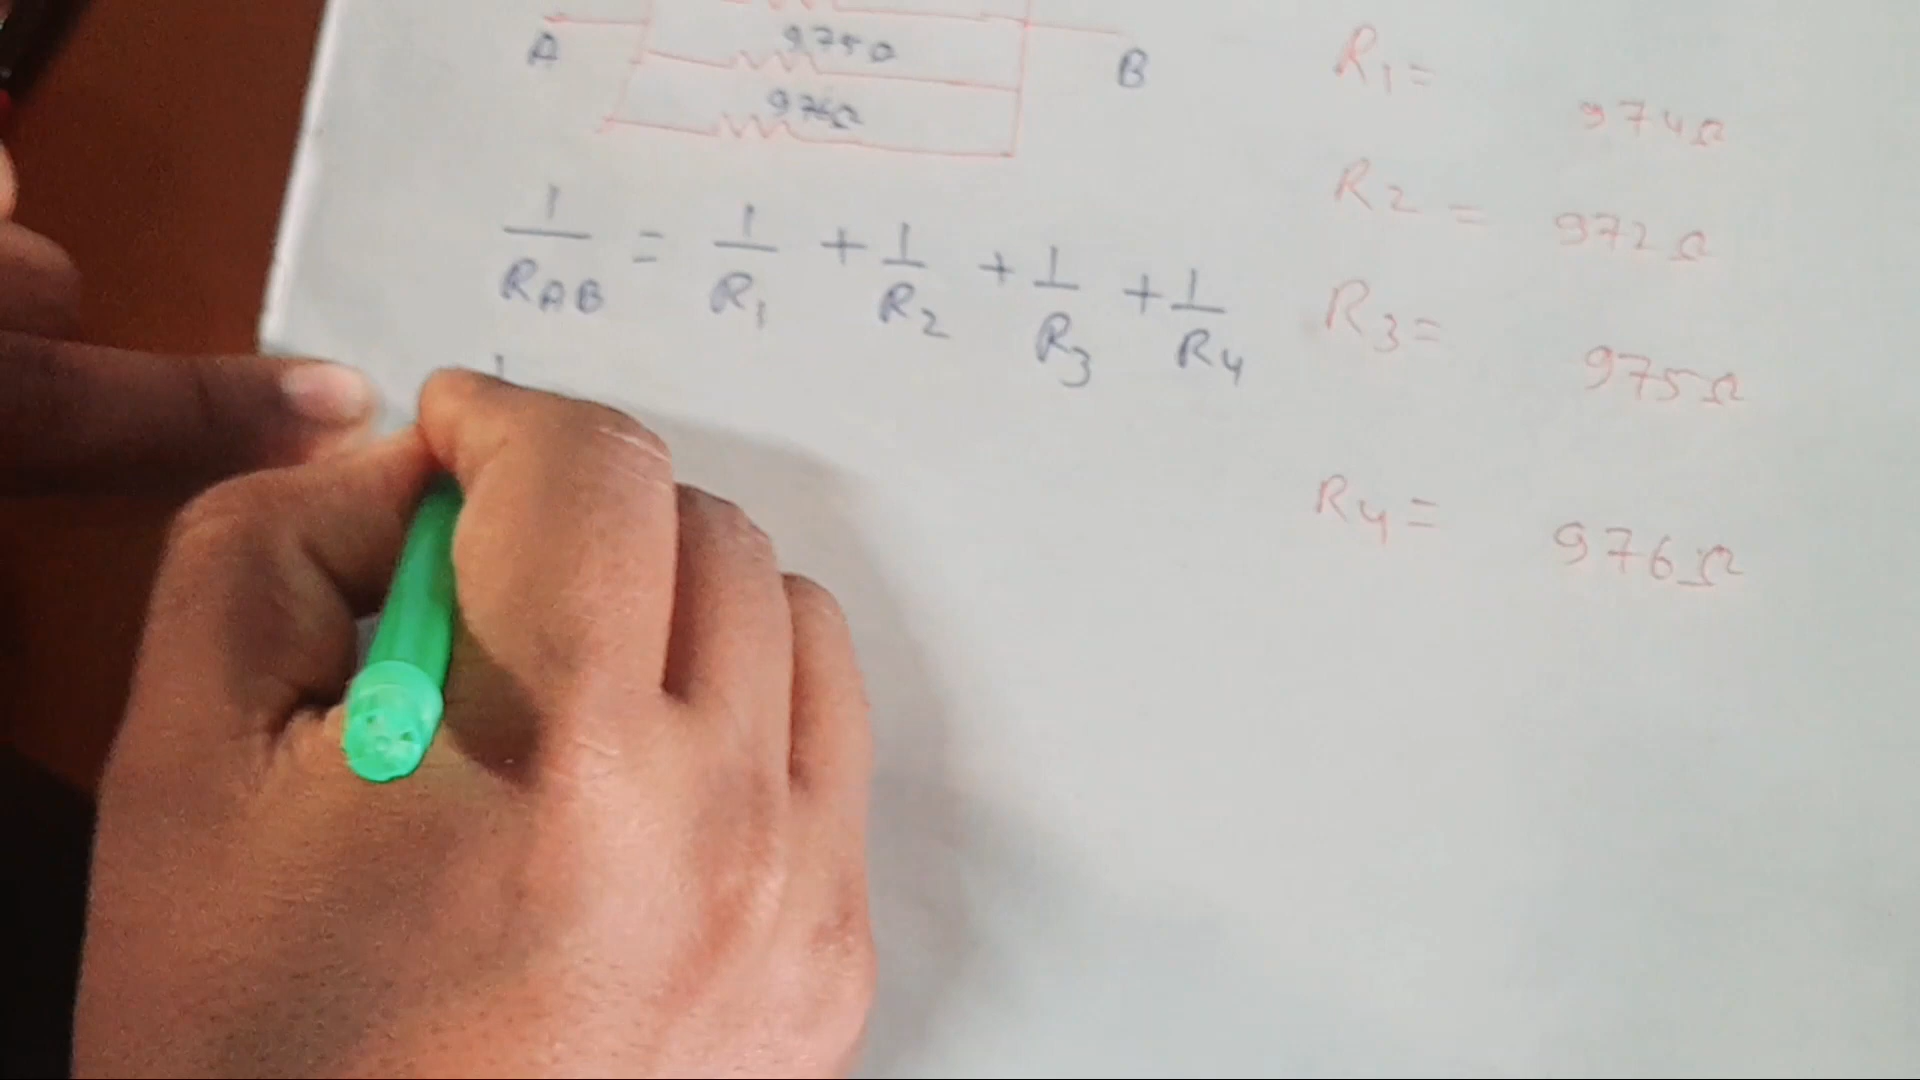 A
975Ω
B
976Ω
1/RAB = 1/R1 + 1/R2 + 1/R3 + 1/R4
1
R1 = 974Ω
R2 = 972Ω
R3 = 975Ω
R4 = 976Ω